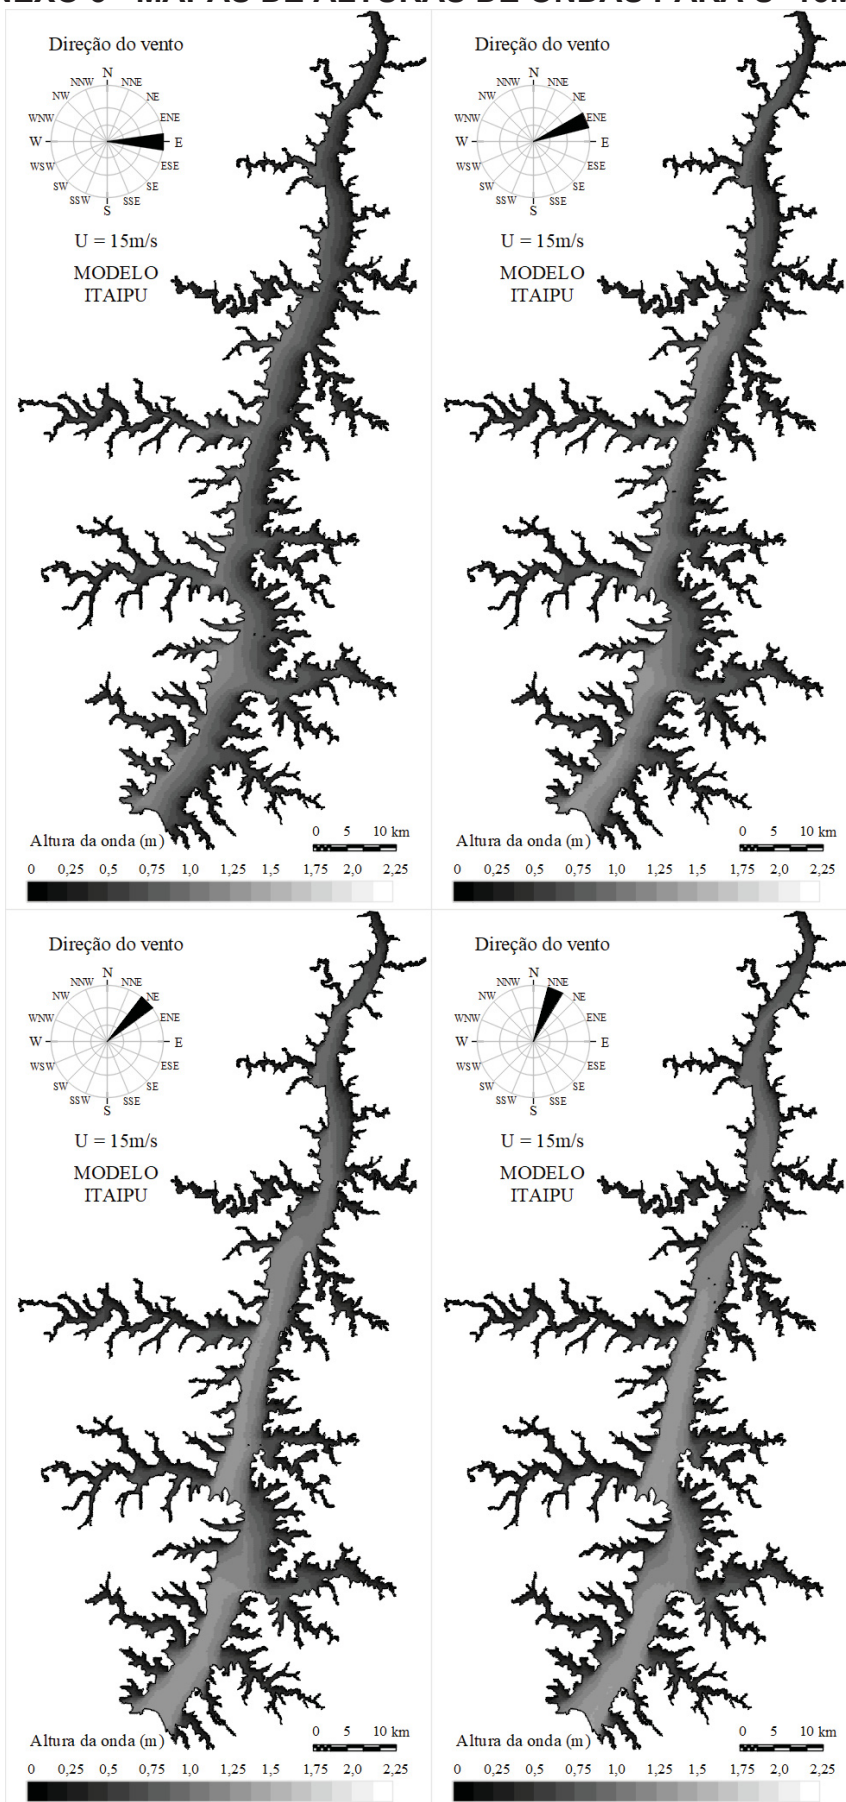 MAPAS DE ALTURAS DE ONDAS PARA
Direção do vento
N
NNW NNE
NW NE
WNW ENE
W E
WSW ESE
SW SE
SSW SSE
S
U = 15m/s
MODELO
ITAIPU
Altura da onda (m)
0 5 10 km
0 0,25 0,5 0,75 1,0 1,25 1,5 1,75 2,0 2,25
Direção do vento
N
NNW NNE
NW NE
WNW ENE
W E
WSW ESE
SW SE
SSW SSE
S
U = 15m/s
MODELO
ITAIPU
Altura da onda (m)
0 5 10 km
0 0,25 0,5 0,75 1,0 1,25 1,5 1,75 2,0 2,25
Direção do vento
N
NNW NNE
NW NE
WNW ENE
W E
WSW ESE
SW SE
SSW SSE
S
U = 15m/s
MODELO
ITAIPU
Altura da onda (m)
0 5 10 km
0 0,25 0,5 0,75 1,0 1,25 1,5 1,75 2,0 2,25
Direção do vento
N
NNW NNE
NW NE
WNW ENE
W E
WSW ESE
SW SE
SSW SSE
S
U = 15m/s
MODELO
ITAIPU
Altura da onda (m)
0 5 10 km
0 0,25 0,5 0,75 1,0 1,25 1,5 1,75 2,0 2,25